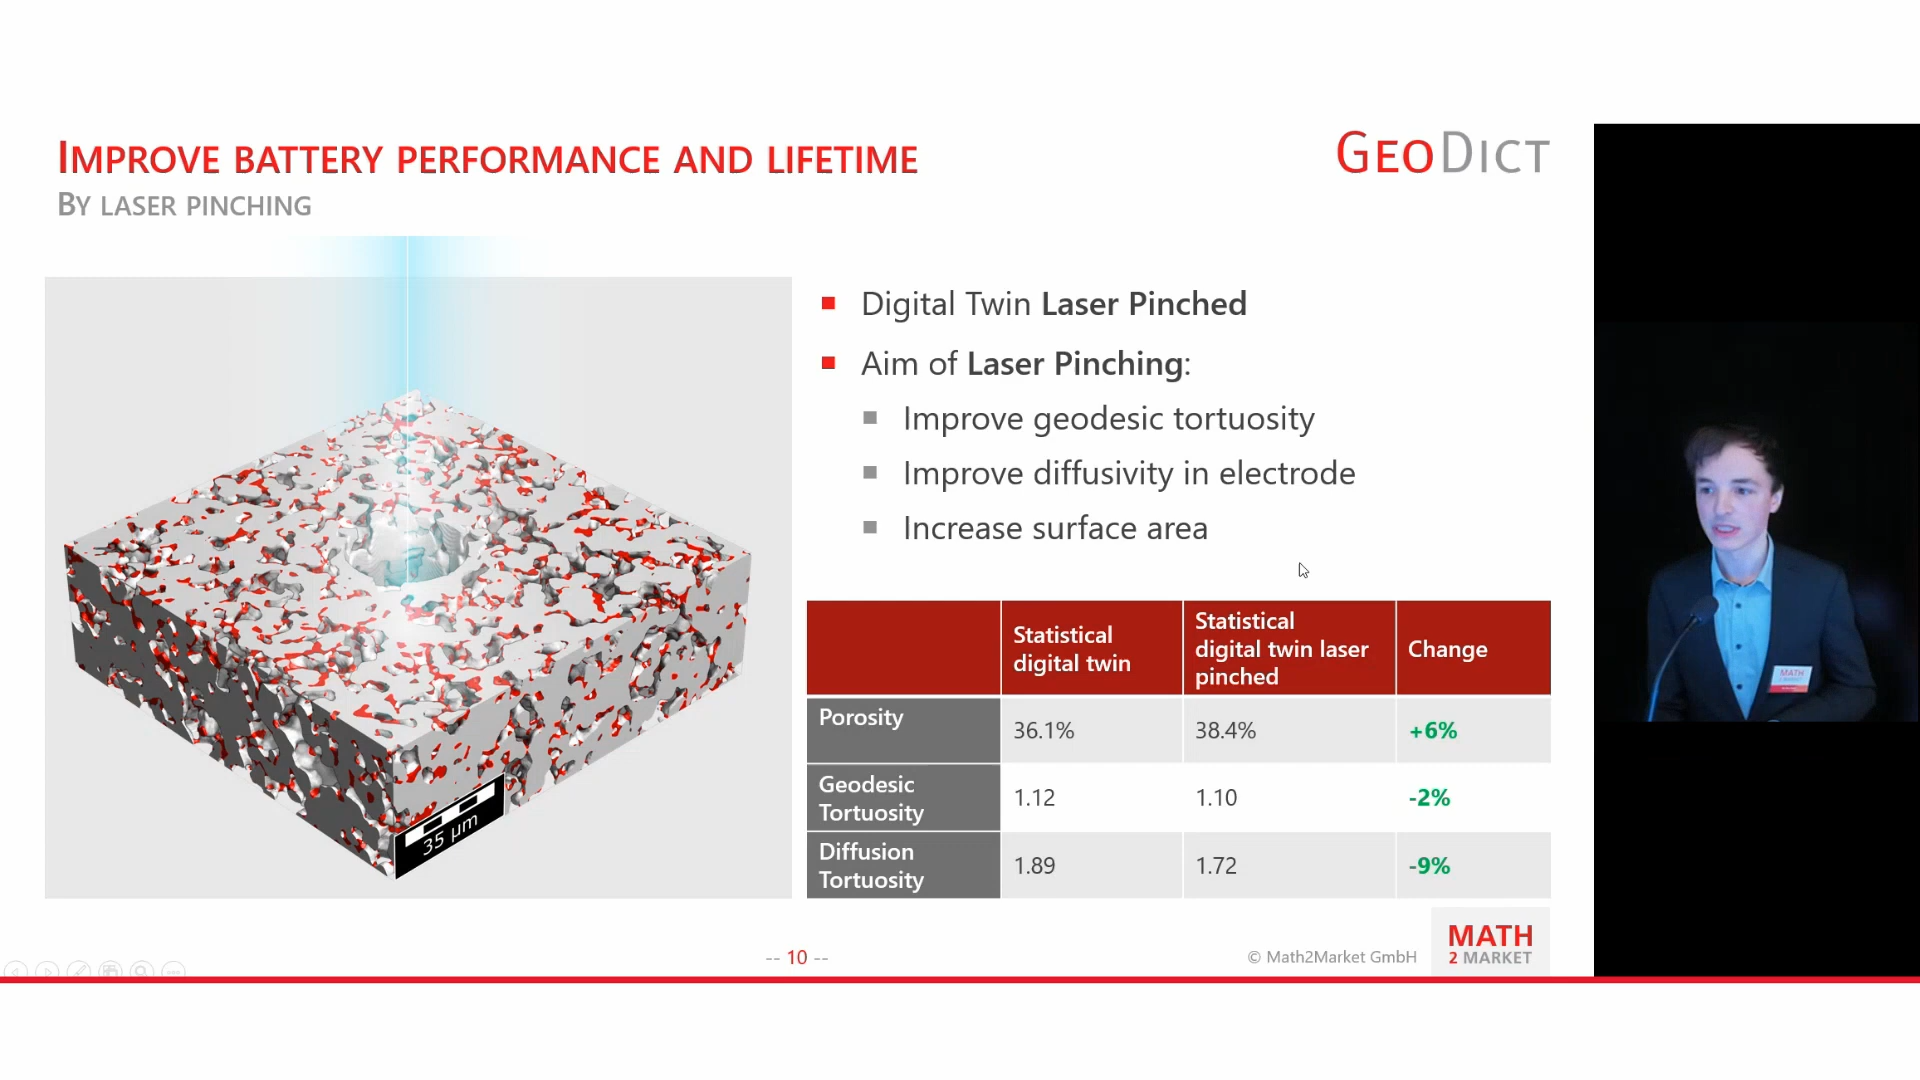 IMPROVE BATTERY PERFORMANCE AND LIFETIME
BY LASER PINCHING
GEODICT
Digital Twin Laser Pinched
Aim of Laser Pinching:
Improve geodesic tortuosity
Improve diffusivity in electrode
Increase surface area
Statistical
digital twin
Statistical
digital twin laser
pinched
Change
Porosity
36.1%
38.4%
+6%
Geodesic
Tortuosity
1.12
1.10
-2%
Diffusion
Tortuosity
1.89
1.72
-9%
35 µm
-- 10 --
© Math2Market GmbH
MATH
2 MARKET
MATH